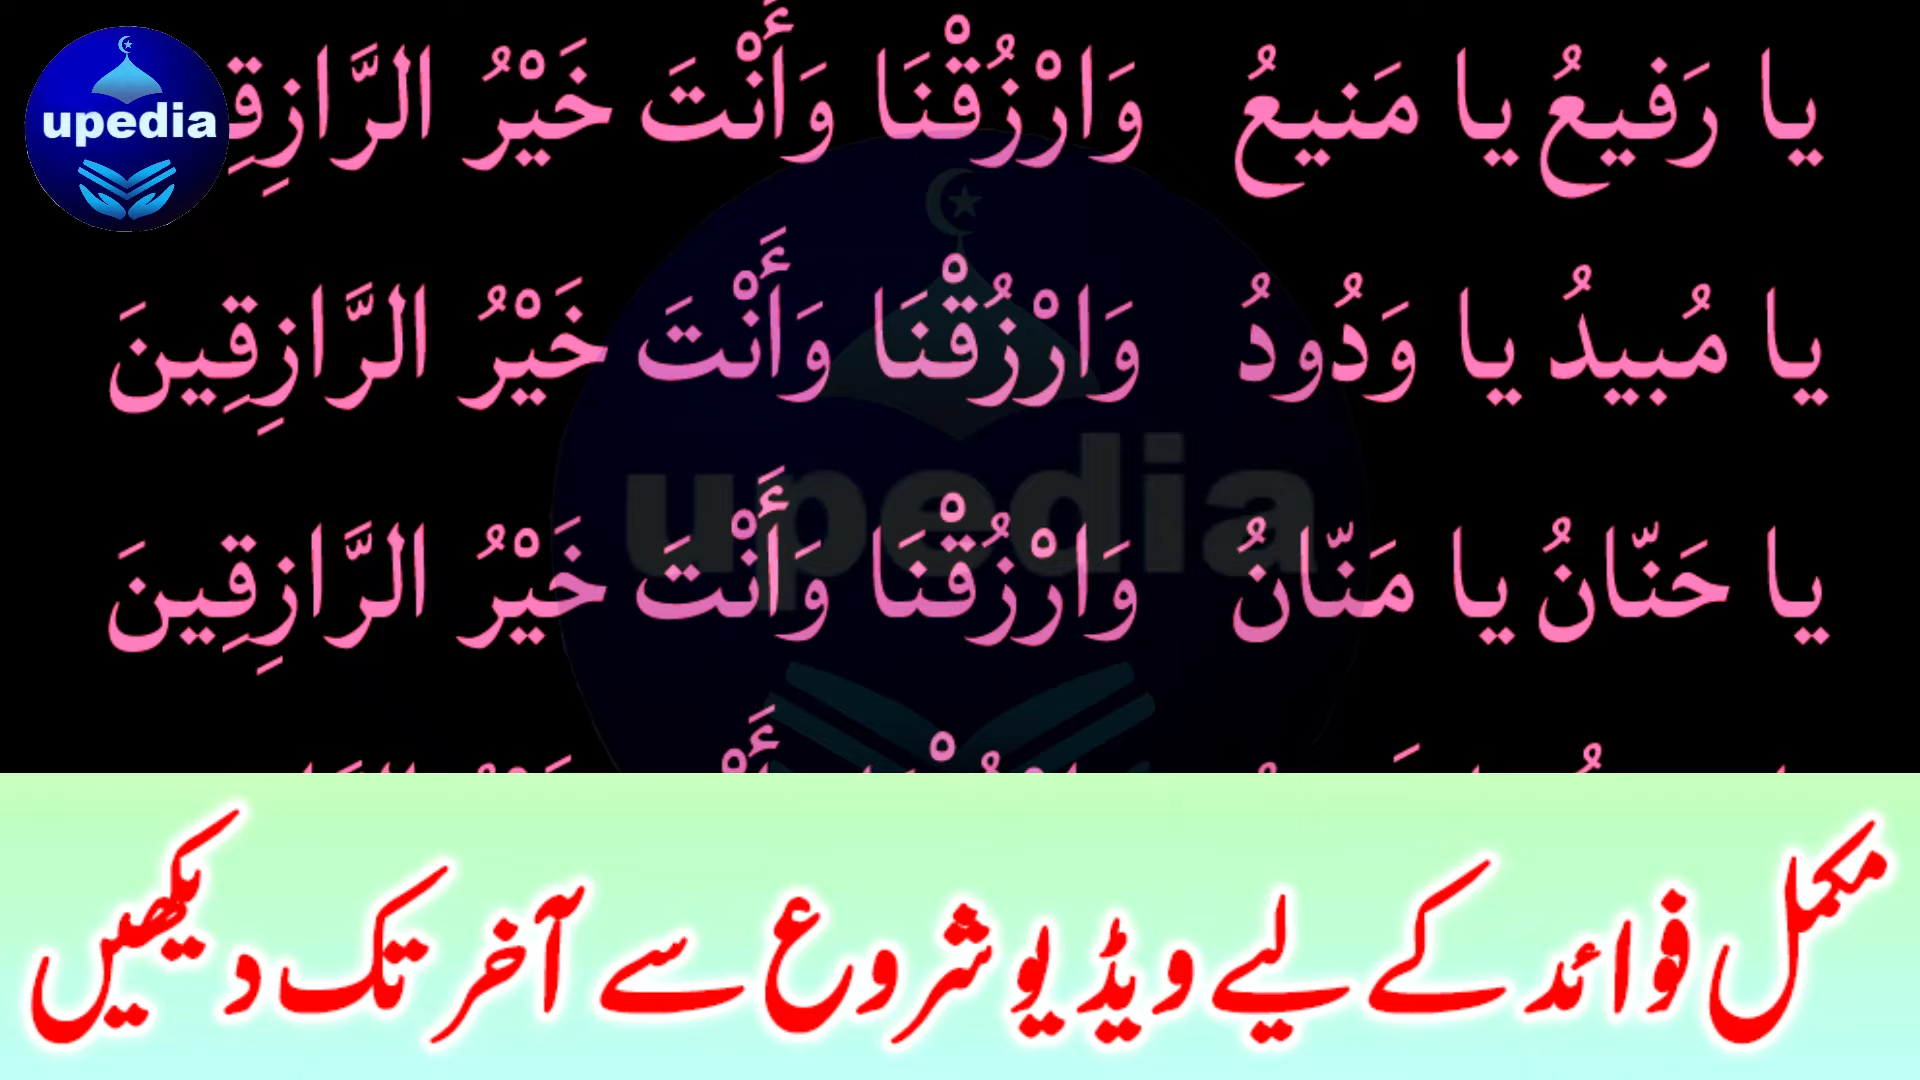 upedia
يا رَفيعُ يا مَنيعُ وَارْزُقْنَا وَأَنْتَ خَيْرُ الرَّازِقِ
يا مُبيدُ يا وَدُودُ وَارْزُقْنَا وَأَنْتَ خَيْرُ الرَّازِقِينَ
يا حَنّانُ يا مَنّانُ وَارْزُقْنَا وَأَنْتَ خَيْرُ الرَّازِقِينَ
upedia
مکمل فوائد کے لیے ویڈیو شروع سے آخر تک دیکھیں